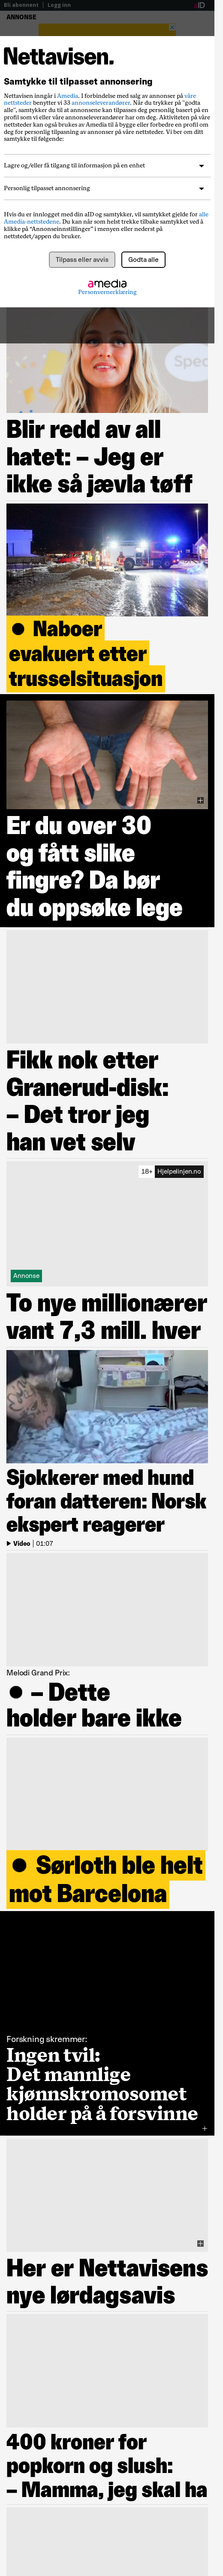 Bli abonnent | Logg inn
aID
ANNONSE
Nettavisen.
Samtykke til tilpasset annonsering
Nettavisen inngår i Amedia. I forbindelse med salg av annonser på våre
nettsteder benytter vi 33 annonseleverandører. Når du trykker på "godta
alle", samtykker du til at annonsene kan tilpasses deg personlig basert på en
profil som vi eller våre annonseleverandører har om deg. Aktivitetene på våre
nettsteder kan også brukes av Amedia til å bygge eller forbedre en profil om
deg for personlig tilpasning av annonser på våre nettsteder. Vi ber om ditt
samtykke til følgende:
Lagre og/eller få tilgang til informasjon på en enhet
Personlig tilpasset annonsering
Hvis du er innlogget med din aID og samtykker, vil samtykket gjelde for alle
Amedia-nettstedene. Du kan når som helst trekke tilbake samtykket ved å
klikke på “Annonseinnstillinger” i menyen eller nederst på
nettstedet/appen du bruker.
Tilpass eller avvis
Godta alle
amedia
Personvernerklæring
Blir redd av all
hatet: – Jeg er
ikke så jævla tøff
Naboer
evakuert etter
trusselsituasjon
Er du over 30
og fått slike
fingre? Da bør
du oppsøke lege
Fikk nok etter
Granerud-disk:
– Det tror jeg
han vet selv
18+ Hjelpelinjen.no
Annonse
To nye millionærer
vant 7,3 mill. hver
Sjokkerer med hund
foran datteren: Norsk
ekspert reagerer
Video | 01:07
Melodi Grand Prix:
– Dette
holder bare ikke
Sørloth ble helt
mot Barcelona
Forskning skremmer:
Ingen tvil:
Det mannlige
kjønnskromosomet
holder på å forsvinne
Her er Nettavisens
nye lørdagsavis
400 kroner for
popkorn og slush:
– Mamma, jeg skal ha